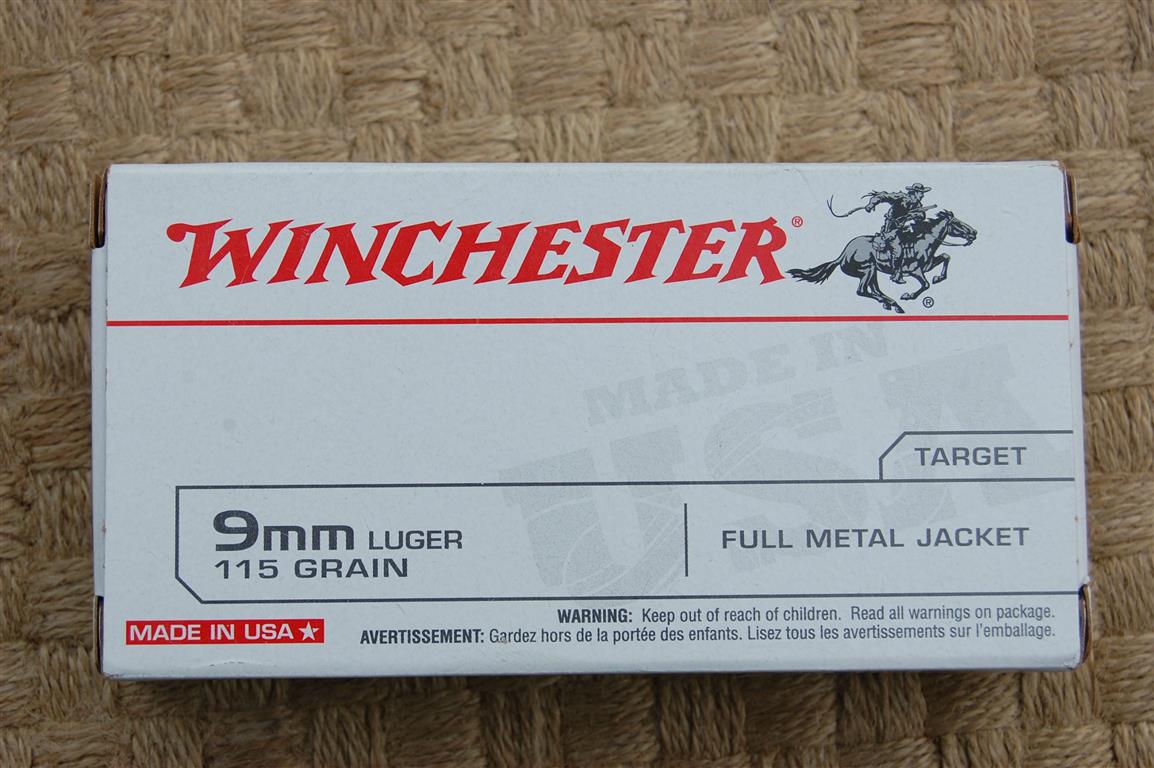 WINCHESTER®
®
MADE IN
USA
TARGET
9mm LUGER
115 GRAIN
FULL METAL JACKET
MADE IN USA★
WARNING: Keep out of reach of children. Read all warnings on package.
AVERTISSEMENT: Gardez hors de la portée des enfants. Lisez tous les avertissements sur l'emballage.